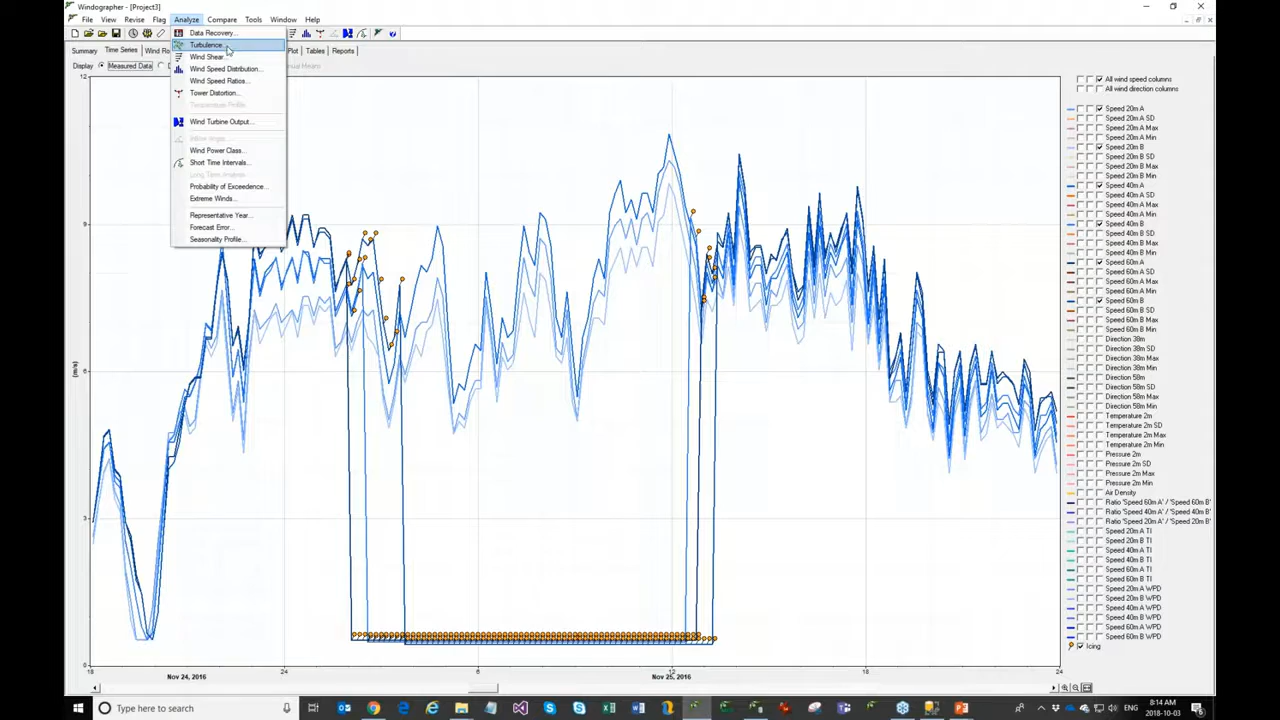 Windographer - [Project3]
File View Revise Flag Analyze Compare Tools Window Help
Summary Time Series Wind Ro Plot Tables Reports
Display Measured Data D
Data Recovery...
Turbulence...
Wind Shear...
Wind Speed Distribution...
Wind Speed Ratios...
Tower Distortion...
Temperature Profile...
Wind Turbine Output...
Inflow Angle...
Wind Power Class...
Short Time Intervals...
Probability of Exceedence...
Extreme Winds...
Representative Year...
Forecast Error...
Seasonality Profile...
12
9
6
3
0
(m/s)
18 24 6 12 18 24
Nov 24, 2016 Nov 25, 2016
All wind speed columns
All wind direction columns
Speed 20m A
Speed 20m A SD
Speed 20m A Max
Speed 20m A Min
Speed 20m B
Speed 20m B SD
Speed 20m B Max
Speed 20m B Min
Speed 40m A
Speed 40m A SD
Speed 40m A Max
Speed 40m A Min
Speed 40m B
Speed 40m B SD
Speed 40m B Max
Speed 40m B Min
Speed 60m A
Speed 60m A SD
Speed 60m A Max
Speed 60m A Min
Speed 60m B
Speed 60m B SD
Speed 60m B Max
Speed 60m B Min
Direction 38m
Direction 38m SD
Direction 38m Max
Direction 38m Min
Direction 58m
Direction 58m SD
Direction 58m Max
Direction 58m Min
Temperature 2m
Temperature 2m SD
Temperature 2m Max
Temperature 2m Min
Pressure 2m
Pressure 2m SD
Pressure 2m Max
Pressure 2m Min
Air Density
Ratio 'Speed 60m A' / 'Speed 60m B'
Ratio 'Speed 40m A' / 'Speed 40m B'
Ratio 'Speed 20m A' / 'Speed 20m B'
Speed 20m A TI
Speed 20m B TI
Speed 40m A TI
Speed 40m B TI
Speed 60m A TI
Speed 60m B TI
Speed 20m A WPD
Speed 20m B WPD
Speed 40m A WPD
Speed 40m B WPD
Speed 60m A WPD
Speed 60m B WPD
Icing
Type here to search
ENG
8:14 AM
2018-10-03